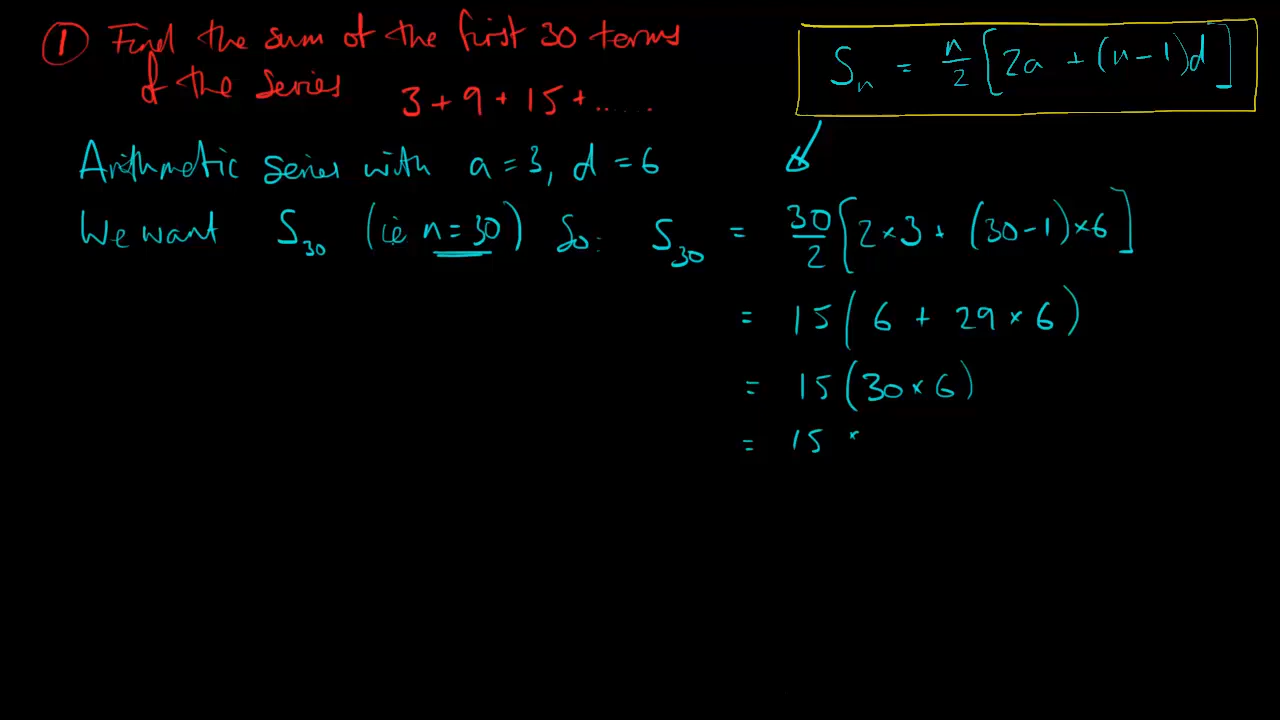 ① Find the sum of the first 30 terms
of the series 3 + 9 + 15 + ......
Sₙ = n/2 [2a + (n - 1)d]
Arithmetic series with a = 3, d = 6
We want S₃₀ (ie n = 30) So: S₃₀ = 30/2 [2 × 3 + (30 - 1) × 6]
= 15 ( 6 + 29 × 6 )
= 15 (30 × 6)
= 15 ×